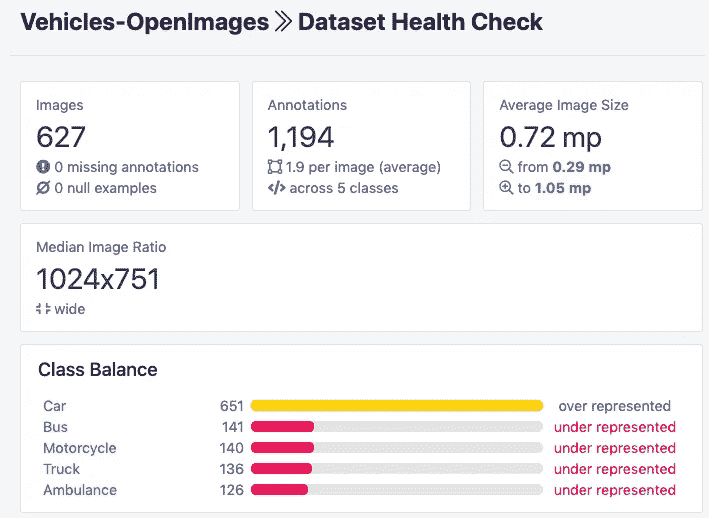 Vehicles-OpenImages >> Dataset Health Check
Images
627
0 missing annotations
0 null examples
Annotations
1,194
1.9 per image (average)
</> across 5 classes
Average Image Size
0.72 mp
from 0.29 mp
to 1.05 mp
Median Image Ratio
1024x751
wide
Class Balance
Car 651 over represented
Bus 141 under represented
Motorcycle 140 under represented
Truck 136 under represented
Ambulance 126 under represented